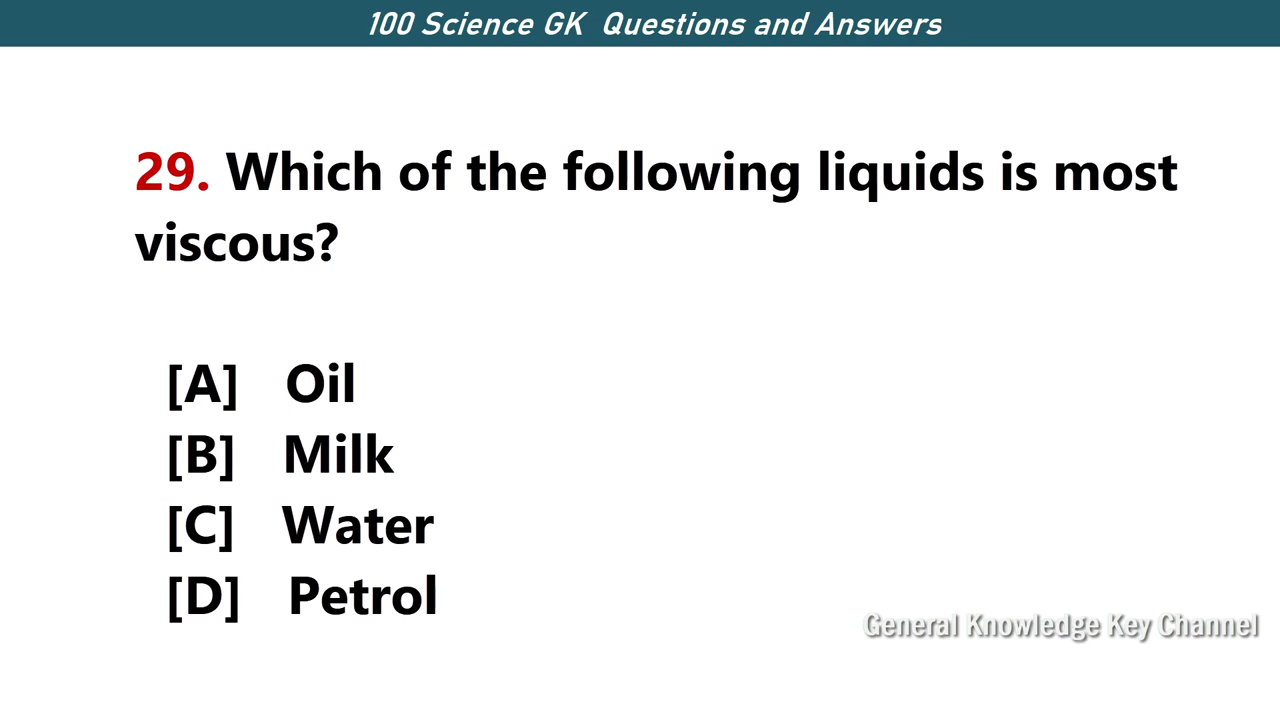 100 Science GK Questions and Answers
29. Which of the following liquids is most
viscous?
[A] Oil
[B] Milk
[C] Water
[D] Petrol
General Knowledge Key Channel